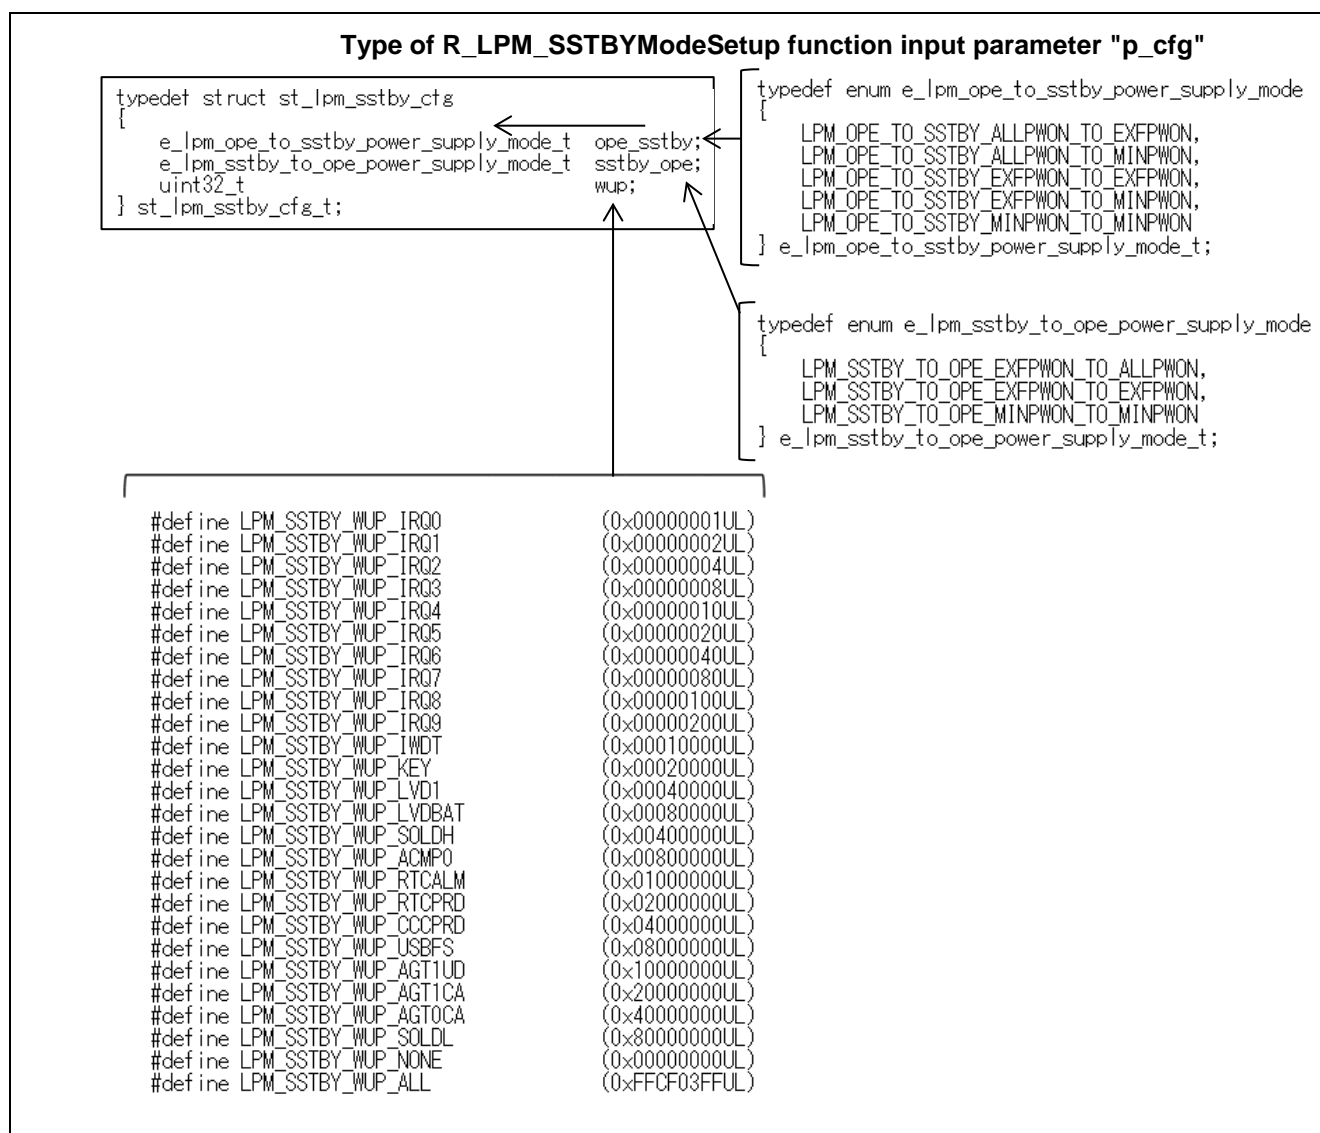 Type of R_LPM_SSTBYModeSetup function input parameter "p_cfg"
typedef struct st_lpm_sstby_cfg
{
e_lpm_ope_to_sstby_power_supply_mode_t ope_sstby;
e_lpm_sstby_to_ope_power_supply_mode_t sstby_ope;
uint32_t wup;
} st_lpm_sstby_cfg_t;
typedef enum e_lpm_ope_to_sstby_power_supply_mode
{
LPM_OPE_TO_SSTBY_ALLPWON_TO_EXFPWON,
LPM_OPE_TO_SSTBY_ALLPWON_TO_MINPWON,
LPM_OPE_TO_SSTBY_EXFPWON_TO_EXFPWON,
LPM_OPE_TO_SSTBY_EXFPWON_TO_MINPWON,
LPM_OPE_TO_SSTBY_MINPWON_TO_MINPWON
} e_lpm_ope_to_sstby_power_supply_mode_t;
typedef enum e_lpm_sstby_to_ope_power_supply_mode
{
LPM_SSTBY_TO_OPE_EXFPWON_TO_ALLPWON,
LPM_SSTBY_TO_OPE_EXFPWON_TO_EXFPWON,
LPM_SSTBY_TO_OPE_MINPWON_TO_MINPWON
} e_lpm_sstby_to_ope_power_supply_mode_t;
#define LPM_SSTBY_WUP_IRQ0 (0x00000001UL)
#define LPM_SSTBY_WUP_IRQ1 (0x00000002UL)
#define LPM_SSTBY_WUP_IRQ2 (0x00000004UL)
#define LPM_SSTBY_WUP_IRQ3 (0x00000008UL)
#define LPM_SSTBY_WUP_IRQ4 (0x00000010UL)
#define LPM_SSTBY_WUP_IRQ5 (0x00000020UL)
#define LPM_SSTBY_WUP_IRQ6 (0x00000040UL)
#define LPM_SSTBY_WUP_IRQ7 (0x00000080UL)
#define LPM_SSTBY_WUP_IRQ8 (0x00000100UL)
#define LPM_SSTBY_WUP_IRQ9 (0x00000200UL)
#define LPM_SSTBY_WUP_IWDT (0x00010000UL)
#define LPM_SSTBY_WUP_KEY (0x00020000UL)
#define LPM_SSTBY_WUP_LVD1 (0x00040000UL)
#define LPM_SSTBY_WUP_LVDBAT (0x00080000UL)
#define LPM_SSTBY_WUP_SOLDH (0x00400000UL)
#define LPM_SSTBY_WUP_ACMP0 (0x00800000UL)
#define LPM_SSTBY_WUP_RTCALM (0x01000000UL)
#define LPM_SSTBY_WUP_RTCPRD (0x02000000UL)
#define LPM_SSTBY_WUP_CCCPRD (0x04000000UL)
#define LPM_SSTBY_WUP_USBFS (0x08000000UL)
#define LPM_SSTBY_WUP_AGT1UD (0x10000000UL)
#define LPM_SSTBY_WUP_AGT1CA (0x20000000UL)
#define LPM_SSTBY_WUP_AGT0CA (0x40000000UL)
#define LPM_SSTBY_WUP_SOLDL (0x80000000UL)
#define LPM_SSTBY_WUP_NONE (0x00000000UL)
#define LPM_SSTBY_WUP_ALL (0xFFCF03FFUL)